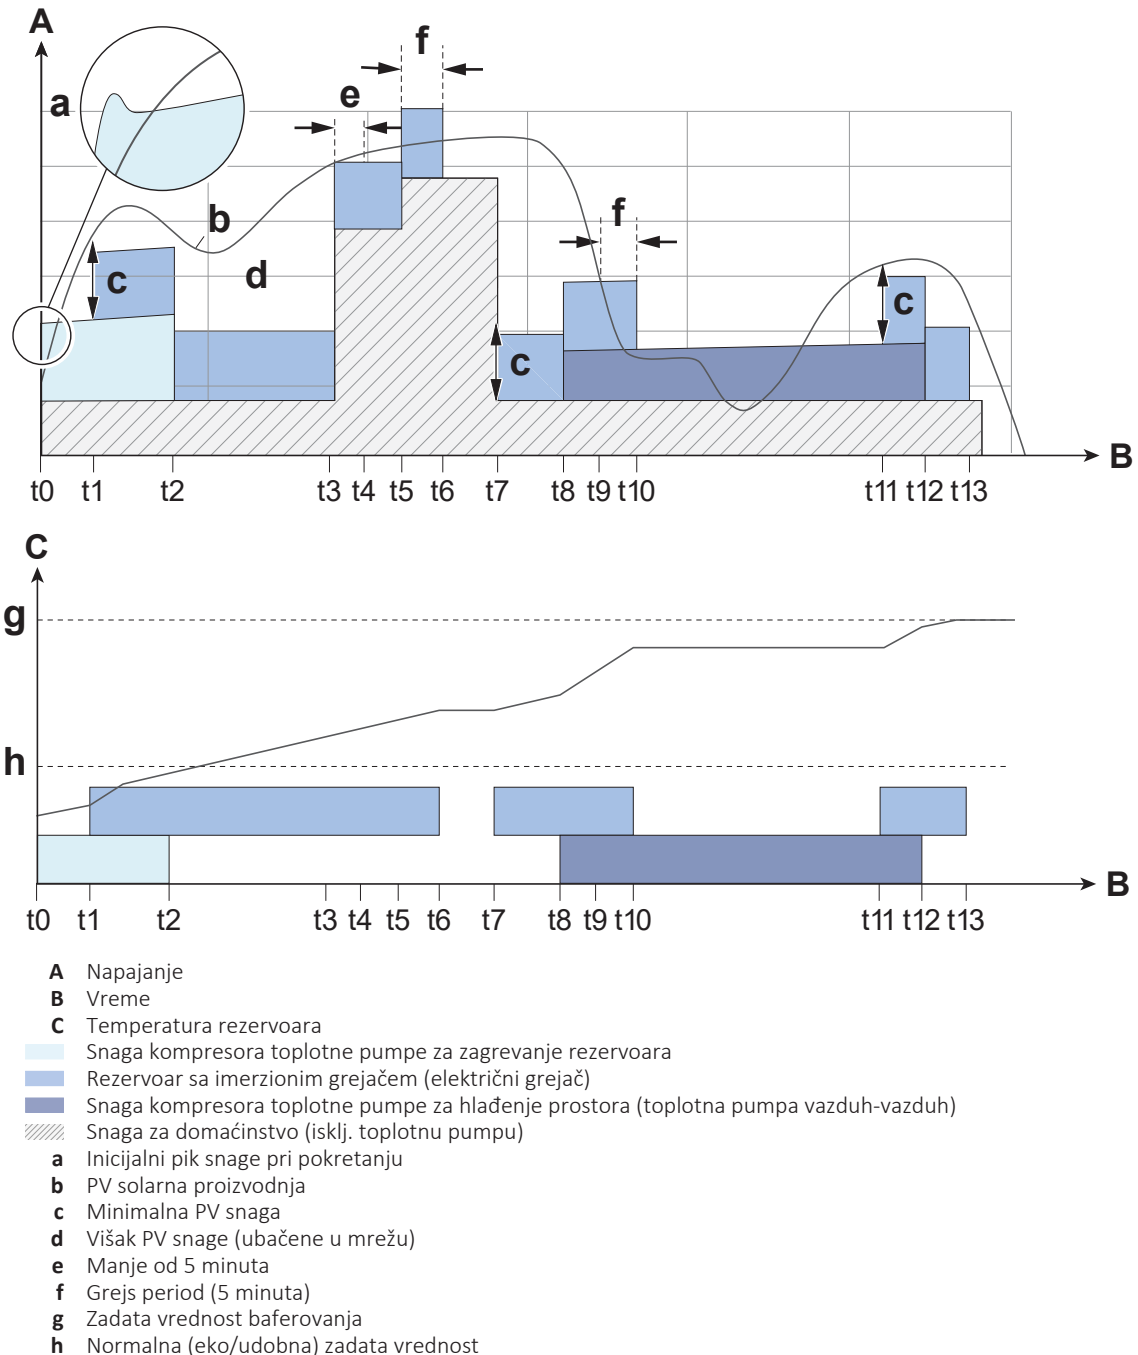 A
f
a
e
b
f
d
c
c
c
B
t0 t1 t2 t3 t4 t5 t6 t7 t8 t9 t10 t11 t12 t13
C
g
h
B
t0 t1 t2 t3 t4 t5 t6 t7 t8 t9 t10 t11 t12 t13
A Napajanje
B Vreme
C Temperatura rezervoara
Snaga kompresora toplotne pumpe za zagrevanje rezervoara
Rezervoar sa imerzionim grejačem (električni grejač)
Snaga kompresora toplotne pumpe za hlađenje prostora (toplotna pumpa vazduh-vazduh)
Snaga za domaćinstvo (isklj. toplotnu pumpu)
a Inicijalni pik snage pri pokretanju
b PV solarna proizvodnja
c Minimalna PV snaga
d Višak PV snage (ubačene u mrežu)
e Manje od 5 minuta
f Grejs period (5 minuta)
g Zadata vrednost baferovanja
h Normalna (eko/udobna) zadata vrednost